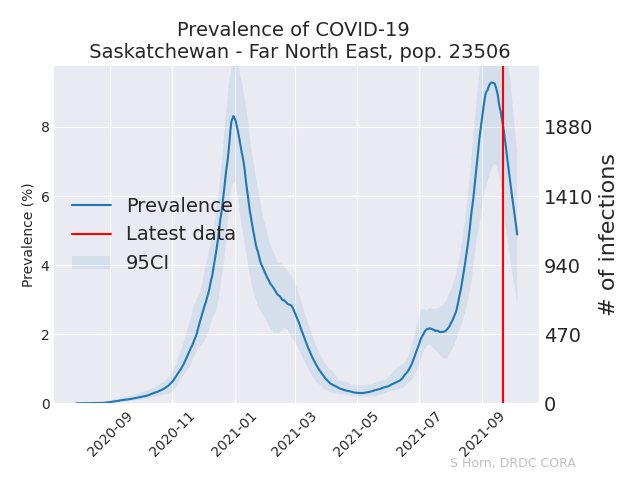 Prevalence of COVID-19
Saskatchewan - Far North East, pop. 23506
Prevalence (%)
8
6
4
2
0
Prevalence
Latest data
95CI
1880
1410
940
470
0
# of infections
2020-09
2020-11
2021-01
2021-03
2021-05
2021-07
2021-09
S Horn, DRDC CORA